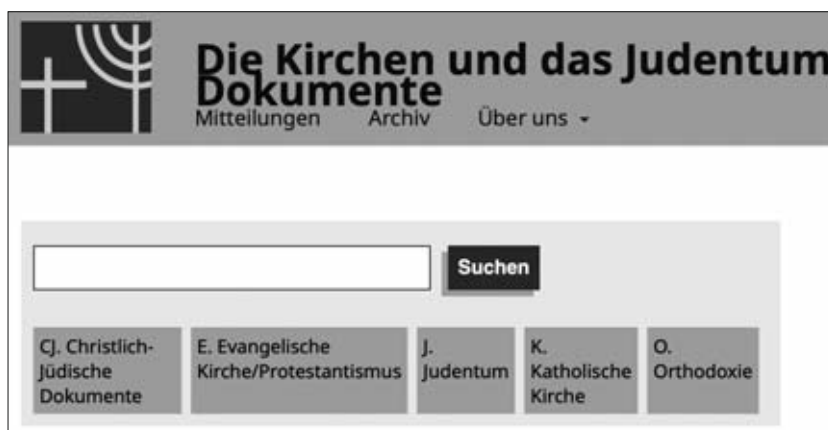 Die Kirchen und das Judentum
Dokumente
Mitteilungen Archiv Über uns
Suchen
CJ. Christlich-
Jüdische
Dokumente
E. Evangelische
Kirche/Protestantismus
J.
Judentum
K.
Katholische
Kirche
O.
Orthodoxie